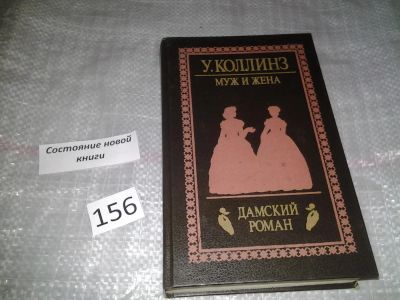 Состояние новой
книги
156
У. КОЛЛИНЗ
МУЖ И ЖЕНА
ДАМСКИЙ
РОМАН